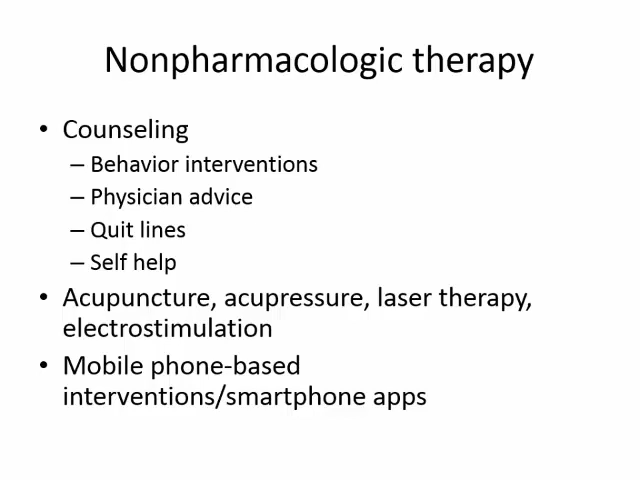 Nonpharmacologic therapy
• Counseling
– Behavior interventions
– Physician advice
– Quit lines
– Self help
• Acupuncture, acupressure, laser therapy,
electrostimulation
• Mobile phone-based
interventions/smartphone apps